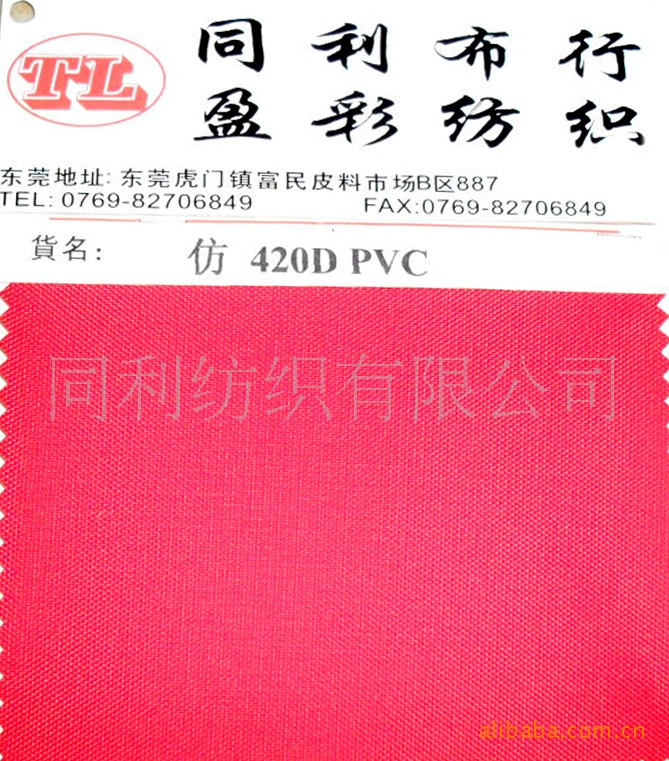 TL
同利布行
盈彩纺织
东莞地址: 东莞虎门镇富民皮料市场B区887
TEL: 0769-82706849 FAX:0769-82706849
貨名: 仿 420D PVC
同利纺织有限公司
alibaba.com.cn